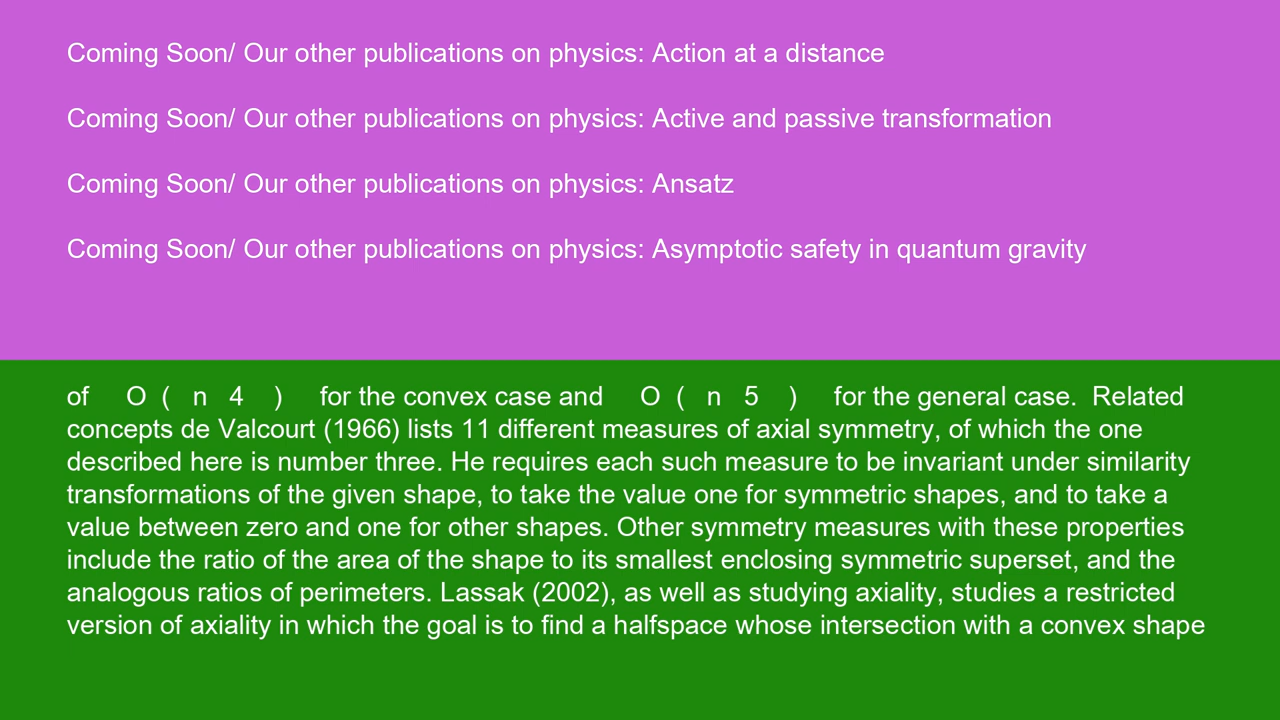 Coming Soon/ Our other publications on physics: Action at a distance
Coming Soon/ Our other publications on physics: Active and passive transformation
Coming Soon/ Our other publications on physics: Ansatz
Coming Soon/ Our other publications on physics: Asymptotic safety in quantum gravity
of O ( n 4 ) for the convex case and O ( n 5 ) for the general case. Related
concepts de Valcourt (1966) lists 11 different measures of axial symmetry, of which the one
described here is number three. He requires each such measure to be invariant under similarity
transformations of the given shape, to take the value one for symmetric shapes, and to take a
value between zero and one for other shapes. Other symmetry measures with these properties
include the ratio of the area of the shape to its smallest enclosing symmetric superset, and the
analogous ratios of perimeters. Lassak (2002), as well as studying axiality, studies a restricted
version of axiality in which the goal is to find a halfspace whose intersection with a convex shape